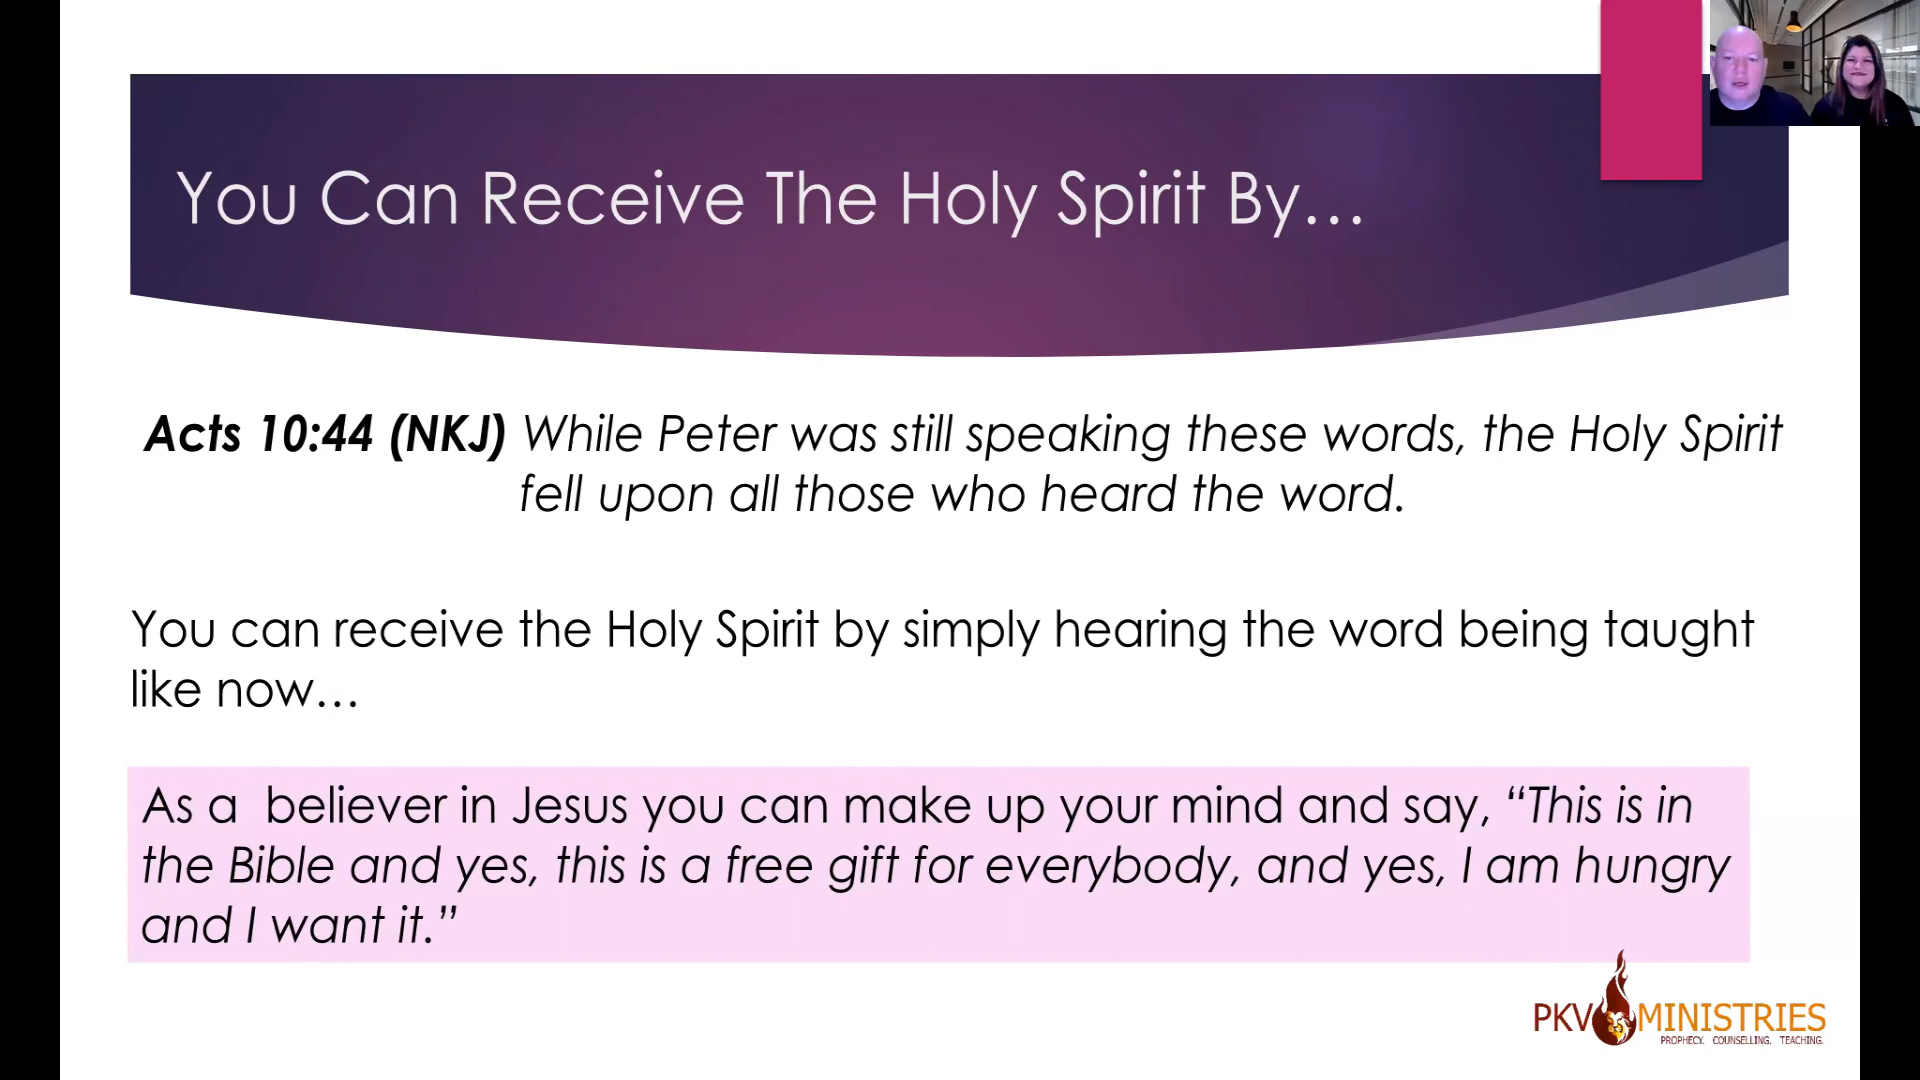 You Can Receive The Holy Spirit By…
Acts 10:44 (NKJ) While Peter was still speaking these words, the Holy Spirit
fell upon all those who heard the word.
You can receive the Holy Spirit by simply hearing the word being taught
like now…
As a  believer in Jesus you can make up your mind and say, “This is in
the Bible and yes, this is a free gift for everybody, and yes, I am hungry
and I want it.”
PKV MINISTRIES
PROPHECY. COUNSELLING. TEACHING.